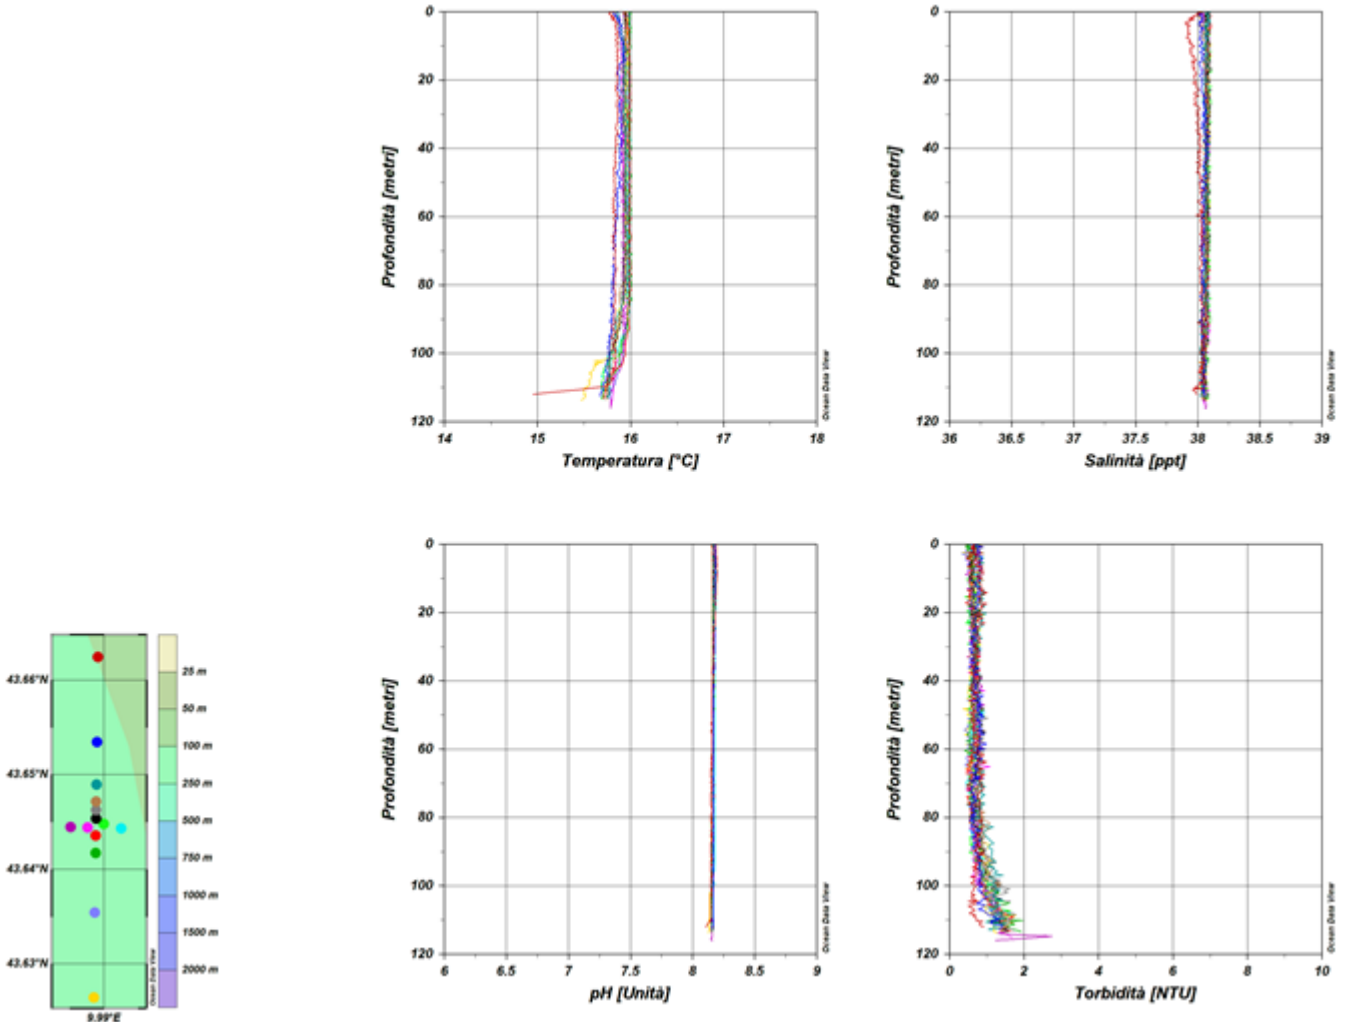 0
20
40
60
80
100
120
Profondità [metri]
14
15
16
17
18
Temperatura [°C]
Ocean Data View
0
20
40
60
80
100
120
Profondità [metri]
36
36.5
37
37.5
38
38.5
39
Salinità [ppt]
Ocean Data View
43.66°N
43.65°N
43.64°N
43.63°N
9.99°E
Ocean Data View
25 m
50 m
100 m
250 m
500 m
750 m
1000 m
1500 m
2000 m
0
20
40
60
80
100
120
Profondità [metri]
6
6.5
7
7.5
8
8.5
9
pH [Unità]
Ocean Data View
0
20
40
60
80
100
120
Profondità [metri]
0
2
4
6
8
10
Torbidità [NTU]
Ocean Data View